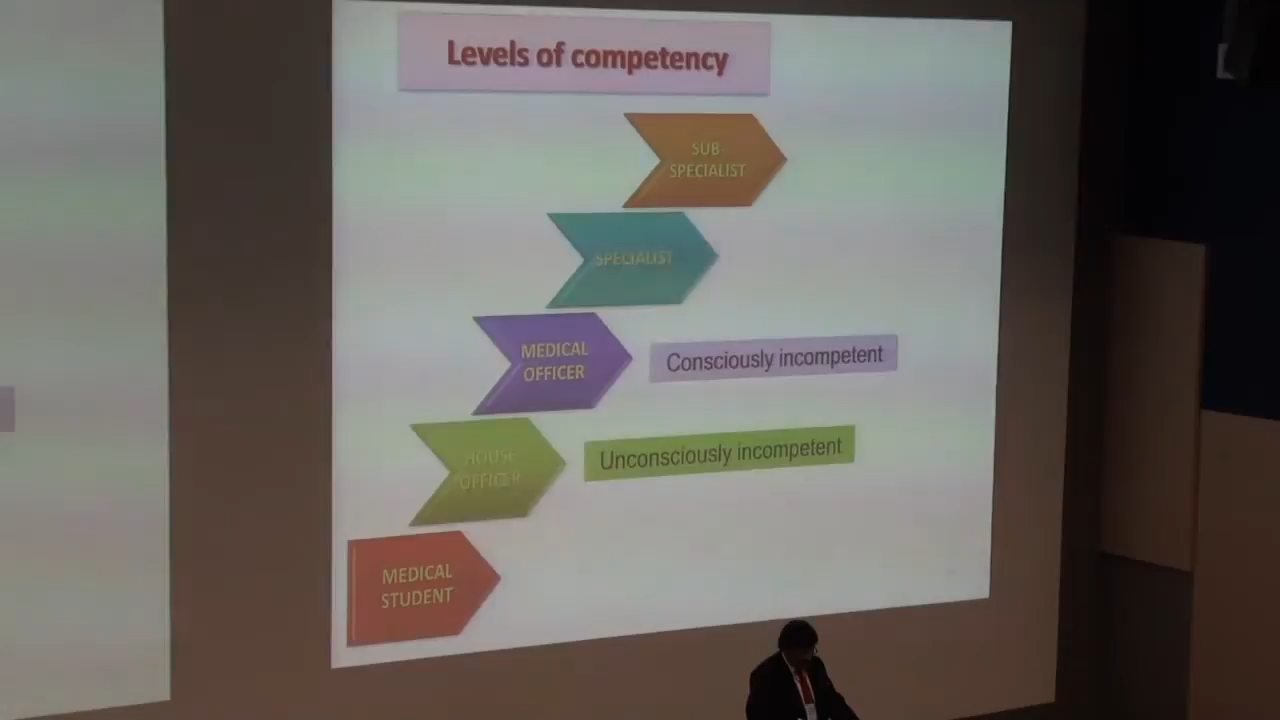 Levels of competency
SUB-
SPECIALIST
SPECIALIST
MEDICAL
OFFICER
Consciously incompetent
HOUSE
OFFICER
Unconsciously incompetent
MEDICAL
STUDENT